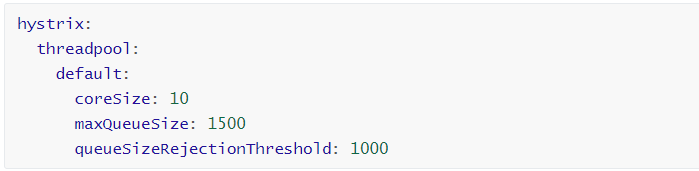 hystrix:
  threadpool:
    default:
      coreSize: 10
      maxQueueSize: 1500
      queueSizeRejectionThreshold: 1000